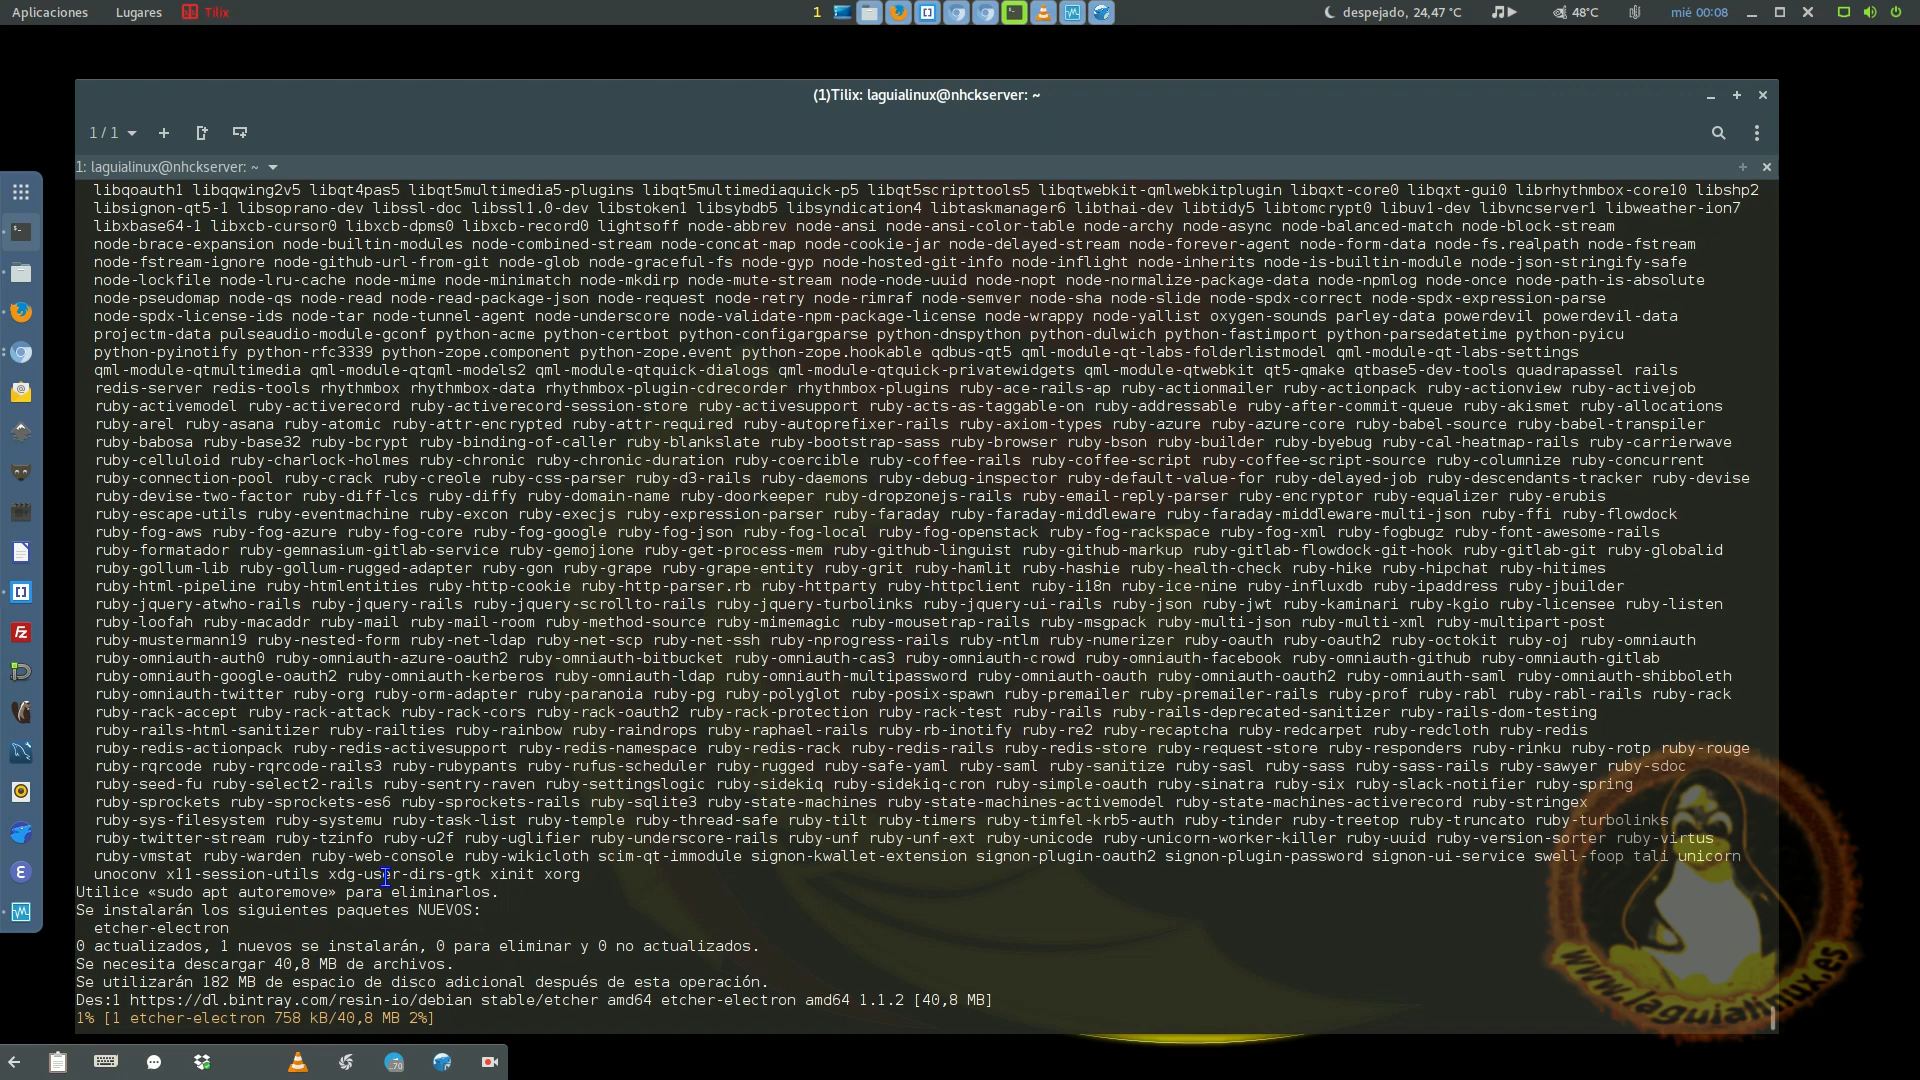 Aplicaciones Lugares Tilix 1 despejado, 24,47 °C 48°C mié 00:08
(1)Tilix: laguialinux@nhckserver: ~
1 / 1
1: laguialinux@nhckserver: ~
libqoauth1 libqqwing2v5 libqt4pas5 libqt5multimedia5-plugins libqt5multimediaquick-p5 libqt5scripttools5 libqtwebkit-qmlwebkitplugin libqxt-core0 libqxt-gui0 librhythmbox-core10 libshp2
libsignon-qt5-1 libsoprano-dev libssl-doc libssl1.0-dev libstoken1 libsybdb5 libsyndication4 libtaskmanager6 libthai-dev libtidy5 libtomcrypt0 libuv1-dev libvncserver1 libweather-ion7
libxbase64-1 libxcb-cursor0 libxcb-dpms0 libxcb-record0 lightsoff node-abbrev node-ansi node-ansi-color-table node-archy node-async node-balanced-match node-block-stream
node-brace-expansion node-builtin-modules node-combined-stream node-concat-map node-cookie-jar node-delayed-stream node-forever-agent node-form-data node-fs.realpath node-fstream
node-fstream-ignore node-github-url-from-git node-glob node-graceful-fs node-gyp node-hosted-git-info node-inflight node-inherits node-is-builtin-module node-json-stringify-safe
node-lockfile node-lru-cache node-mime node-minimatch node-mkdirp node-mute-stream node-node-uuid node-nopt node-normalize-package-data node-npmlog node-once node-path-is-absolute
node-pseudomap node-qs node-read node-read-package-json node-request node-retry node-rimraf node-semver node-sha node-slide node-spdx-correct node-spdx-expression-parse
node-spdx-license-ids node-tar node-tunnel-agent node-underscore node-validate-npm-package-license node-wrappy node-yallist oxygen-sounds parley-data powerdevil powerdevil-data
projectm-data pulseaudio-module-gconf python-acme python-certbot python-configargparse python-dnspython python-dulwich python-fastimport python-parsedatetime python-pyicu
python-pyinotify python-rfc3339 python-zope.component python-zope.event python-zope.hookable qdbus-qt5 qml-module-qt-labs-folderlistmodel qml-module-qt-labs-settings
qml-module-qtmultimedia qml-module-qtqml-models2 qml-module-qtquick-dialogs qml-module-qtquick-privatewidgets qml-module-qtwebkit qt5-qmake qtbase5-dev-tools quadrapassel rails
redis-server redis-tools rhythmbox rhythmbox-data rhythmbox-plugin-cdrecorder rhythmbox-plugins ruby-ace-rails-ap ruby-actionmailer ruby-actionpack ruby-actionview ruby-activejob
ruby-activemodel ruby-activerecord ruby-activerecord-session-store ruby-activesupport ruby-acts-as-taggable-on ruby-addressable ruby-after-commit-queue ruby-akismet ruby-allocations
ruby-arel ruby-asana ruby-atomic ruby-attr-encrypted ruby-attr-required ruby-autoprefixer-rails ruby-axiom-types ruby-azure ruby-azure-core ruby-babel-source ruby-babel-transpiler
ruby-babosa ruby-base32 ruby-bcrypt ruby-binding-of-caller ruby-blankslate ruby-bootstrap-sass ruby-browser ruby-bson ruby-builder ruby-byebug ruby-cal-heatmap-rails ruby-carrierwave
ruby-celluloid ruby-charlock-holmes ruby-chronic ruby-chronic-duration ruby-coercible ruby-coffee-rails ruby-coffee-script ruby-coffee-script-source ruby-columnize ruby-concurrent
ruby-connection-pool ruby-crack ruby-creole ruby-css-parser ruby-d3-rails ruby-daemons ruby-debug-inspector ruby-default-value-for ruby-delayed-job ruby-descendants-tracker ruby-devise
ruby-devise-two-factor ruby-diff-lcs ruby-diffy ruby-domain-name ruby-doorkeeper ruby-dropzonejs-rails ruby-email-reply-parser ruby-encryptor ruby-equalizer ruby-erubis
ruby-escape-utils ruby-eventmachine ruby-excon ruby-execjs ruby-expression-parser ruby-faraday ruby-faraday-middleware ruby-faraday-middleware-multi-json ruby-ffi ruby-flowdock
ruby-fog-aws ruby-fog-azure ruby-fog-core ruby-fog-google ruby-fog-json ruby-fog-local ruby-fog-openstack ruby-fog-rackspace ruby-fog-xml ruby-fogbugz ruby-font-awesome-rails
ruby-formatador ruby-gemnasium-gitlab-service ruby-gemojione ruby-get-process-mem ruby-github-linguist ruby-github-markup ruby-gitlab-flowdock-git-hook ruby-gitlab-git ruby-globalid
ruby-gollum-lib ruby-gollum-rugged-adapter ruby-gon ruby-grape ruby-grape-entity ruby-grit ruby-hamlit ruby-hashie ruby-health-check ruby-hike ruby-hipchat ruby-hitimes
ruby-html-pipeline ruby-htmlentities ruby-http-cookie ruby-http-parser.rb ruby-httparty ruby-httpclient ruby-i18n ruby-ice-nine ruby-influxdb ruby-ipaddress ruby-jbuilder
ruby-jquery-atwho-rails ruby-jquery-rails ruby-jquery-scrollto-rails ruby-jquery-turbolinks ruby-jquery-ui-rails ruby-json ruby-jwt ruby-kaminari ruby-kgio ruby-licensee ruby-listen
ruby-loofah ruby-macaddr ruby-mail ruby-mail-room ruby-method-source ruby-mimemagic ruby-mousetrap-rails ruby-msgpack ruby-multi-json ruby-multi-xml ruby-multipart-post
ruby-mustermann19 ruby-nested-form ruby-net-ldap ruby-net-scp ruby-net-ssh ruby-nprogress-rails ruby-ntlm ruby-numerizer ruby-oauth ruby-oauth2 ruby-octokit ruby-oj ruby-omniauth
ruby-omniauth-auth0 ruby-omniauth-azure-oauth2 ruby-omniauth-bitbucket ruby-omniauth-cas3 ruby-omniauth-crowd ruby-omniauth-facebook ruby-omniauth-github ruby-omniauth-gitlab
ruby-omniauth-google-oauth2 ruby-omniauth-kerberos ruby-omniauth-ldap ruby-omniauth-multipassword ruby-omniauth-oauth ruby-omniauth-oauth2 ruby-omniauth-saml ruby-omniauth-shibboleth
ruby-omniauth-twitter ruby-org ruby-orm-adapter ruby-paranoia ruby-pg ruby-polyglot ruby-posix-spawn ruby-premailer ruby-premailer-rails ruby-prof ruby-rabl ruby-rabl-rails ruby-rack
ruby-rack-accept ruby-rack-attack ruby-rack-cors ruby-rack-oauth2 ruby-rack-protection ruby-rack-test ruby-rails ruby-rails-deprecated-sanitizer ruby-rails-dom-testing
ruby-rails-html-sanitizer ruby-railties ruby-rainbow ruby-raindrops ruby-raphael-rails ruby-rb-inotify ruby-re2 ruby-recaptcha ruby-redcarpet ruby-redcloth ruby-redis
ruby-redis-actionpack ruby-redis-activesupport ruby-redis-namespace ruby-redis-rack ruby-redis-rails ruby-redis-store ruby-request-store ruby-responders ruby-rinku ruby-rotp ruby-rouge
ruby-rqrcode ruby-rqrcode-rails3 ruby-rubypants ruby-rufus-scheduler ruby-rugged ruby-safe-yaml ruby-saml ruby-sanitize ruby-sasl ruby-sass ruby-sass-rails ruby-sawyer ruby-sdoc
ruby-seed-fu ruby-select2-rails ruby-sentry-raven ruby-settingslogic ruby-sidekiq ruby-sidekiq-cron ruby-simple-oauth ruby-sinatra ruby-six ruby-slack-notifier ruby-spring
ruby-sprockets ruby-sprockets-es6 ruby-sprockets-rails ruby-sqlite3 ruby-state-machines ruby-state-machines-activemodel ruby-state-machines-activerecord ruby-stringex
ruby-sys-filesystem ruby-systemu ruby-task-list ruby-temple ruby-thread-safe ruby-tilt ruby-timers ruby-timfel-krb5-auth ruby-tinder ruby-treetop ruby-truncato ruby-turbolinks
ruby-twitter-stream ruby-tzinfo ruby-u2f ruby-uglifier ruby-underscore-rails ruby-unf ruby-unf-ext ruby-unicode ruby-unicorn-worker-killer ruby-uuid ruby-version-sorter ruby-virtus
ruby-vmstat ruby-warden ruby-web-console ruby-wikicloth scim-qt-immodule signon-kwallet-extension signon-plugin-oauth2 signon-plugin-password signon-ui-service swell-foop tali unicorn
unoconv x11-session-utils xdg-user-dirs-gtk xinit xorg
Utilice «sudo apt autoremove» para eliminarlos.
Se instalarán los siguientes paquetes NUEVOS:
etcher-electron
0 actualizados, 1 nuevos se instalarán, 0 para eliminar y 0 no actualizados.
Se necesita descargar 40,8 MB de archivos.
Se utilizarán 182 MB de espacio de disco adicional después de esta operación.
Des:1 https://dl.bintray.com/resin-io/debian stable/etcher amd64 etcher-electron amd64 1.1.2 [40,8 MB]
1% [1 etcher-electron 758 kB/40,8 MB 2%]
www.laguialinux.es
70